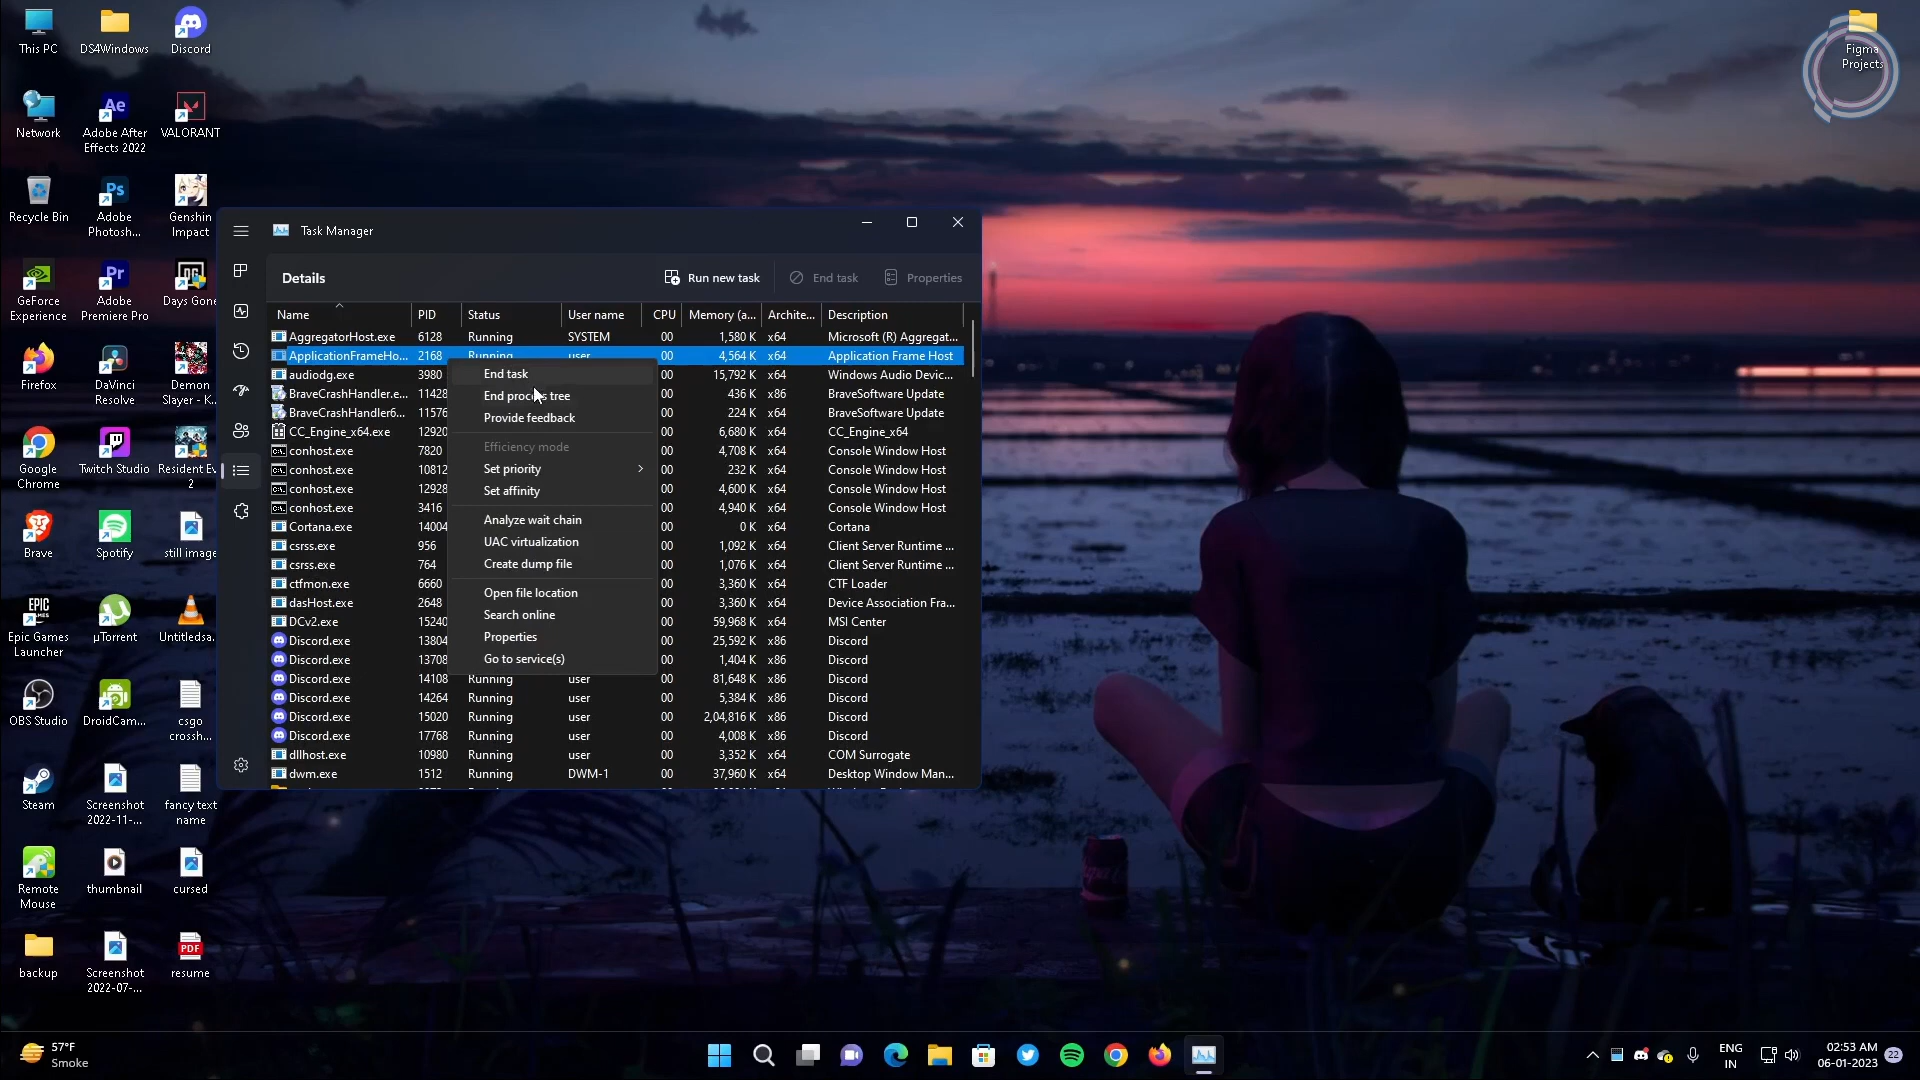 This PC
DS4Windows
Discord
Network
Adobe After
Effects 2022
VALORANT
Recycle Bin
Adobe
Photosh...
Genshin
Impact
GeForce
Experience
Adobe
Premiere Pro
Days Gone
Firefox
DaVinci
Resolve
Demon
Slayer - K...
Google
Chrome
Twitch Studio
Resident Ev
2
Brave
Spotify
still image
Epic Games
Launcher
µTorrent
Untitledsa.
OBS Studio
DroidCam...
csgo
crossh...
Steam
Screenshot
2022-11-...
fancy text
name
Remote
Mouse
thumbnail
cursed
backup
Screenshot
2022-07-...
resume
Figma
Projects
Task Manager
Details
Run new task
End task
Properties
Name PID Status User name CPU Memory (a... Archite... Description
AggregatorHost.exe 6128 Running SYSTEM 00 1,580 K x64 Microsoft (R) Aggregat...
ApplicationFrameHo... 2168 Running user 00 4,564 K x64 Application Frame Host
audiodg.exe 3980 00 15,792 K x64 Windows Audio Devic...
BraveCrashHandler.e... 11428 00 436 K x86 BraveSoftware Update
BraveCrashHandler6... 11576 00 224 K x64 BraveSoftware Update
CC_Engine_x64.exe 12920 00 6,680 K x64 CC_Engine_x64
conhost.exe 7820 00 4,708 K x64 Console Window Host
conhost.exe 10812 00 232 K x64 Console Window Host
conhost.exe 12928 00 4,600 K x64 Console Window Host
conhost.exe 3416 00 4,940 K x64 Console Window Host
Cortana.exe 14004 00 0 K x64 Cortana
csrss.exe 956 00 1,092 K x64 Client Server Runtime ...
csrss.exe 764 00 1,076 K x64 Client Server Runtime ...
ctfmon.exe 6660 00 3,360 K x64 CTF Loader
dasHost.exe 2648 00 3,360 K x64 Device Association Fra...
DCv2.exe 15240 00 59,968 K x64 MSI Center
Discord.exe 13804 00 25,592 K x86 Discord
Discord.exe 13708 00 1,404 K x86 Discord
Discord.exe 14108 Running user 00 81,648 K x86 Discord
Discord.exe 14264 Running user 00 5,384 K x86 Discord
Discord.exe 15020 Running user 00 2,04,816 K x86 Discord
Discord.exe 17768 Running user 00 4,008 K x86 Discord
dllhost.exe 10980 Running user 00 3,352 K x64 COM Surrogate
dwm.exe 1512 Running DWM-1 00 37,960 K x64 Desktop Window Man...
End task
End process tree
Provide feedback
Efficiency mode
Set priority
Set affinity
Analyze wait chain
UAC virtualization
Create dump file
Open file location
Search online
Properties
Go to service(s)
57°F
Smoke
ENG
IN
02:53 AM
06-01-2023
22